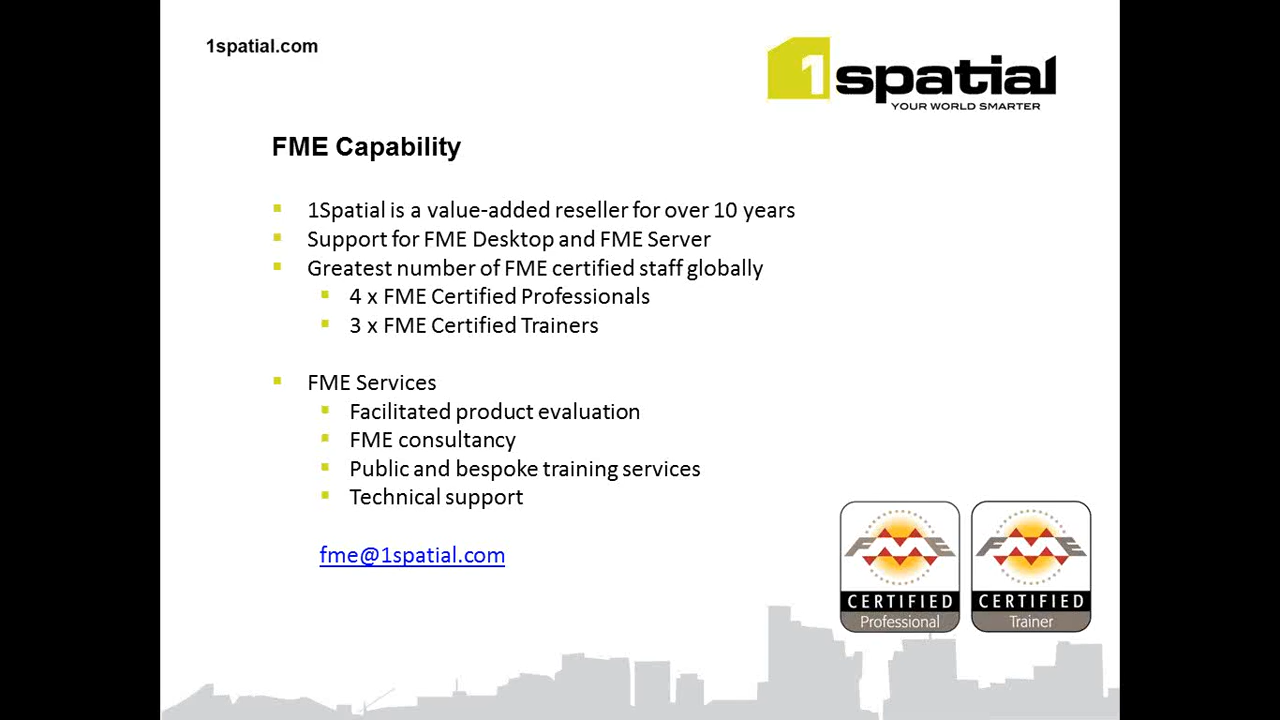 1spatial.com
1spatial
YOUR WORLD SMARTER
FME Capability
1Spatial is a value-added reseller for over 10 years
Support for FME Desktop and FME Server
Greatest number of FME certified staff globally
4 x FME Certified Professionals
3 x FME Certified Trainers
FME Services
Facilitated product evaluation
FME consultancy
Public and bespoke training services
Technical support
fme@1spatial.com
FME
CERTIFIED
Professional
FME
CERTIFIED
Trainer